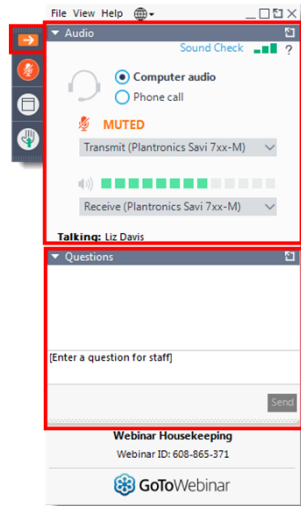 File View Help
Audio
Sound Check ?
Computer audio
Phone call
MUTED
Transmit (Plantronics Savi 7xx-M)
Receive (Plantronics Savi 7xx-M)
Talking: Liz Davis
Questions
[Enter a question for staff]
Send
Webinar Housekeeping
Webinar ID: 608-865-371
GoToWebinar